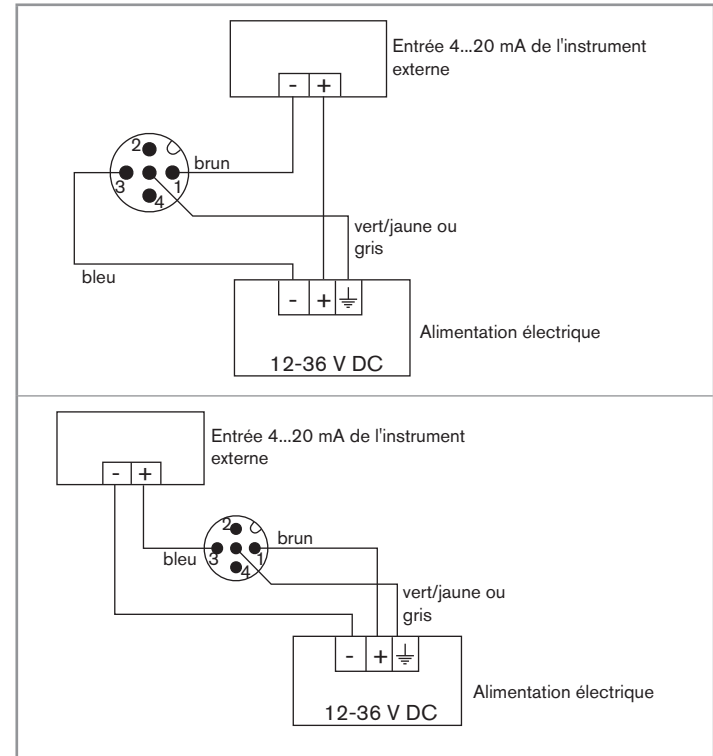 Entrée 4...20 mA de l'instrument
externe
- +
2
brun
3 1
4
vert/jaune ou
gris
bleu
- +
Alimentation électrique
12-36 V DC
Entrée 4...20 mA de l'instrument
externe
- +
2
brun
bleu 3 1
4
vert/jaune ou
gris
- +
Alimentation électrique
12-36 V DC